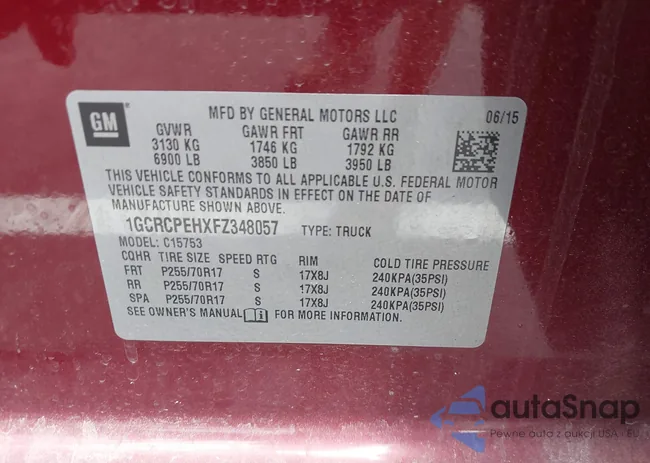 GM
MFD BY GENERAL MOTORS LLC 06/15
GVWR GAWR FRT GAWR RR
3130 KG 1746 KG 1792 KG
6900 LB 3850 LB 3950 LB
THIS VEHICLE CONFORMS TO ALL APPLICABLE U.S. FEDERAL MOTOR
VEHICLE SAFETY STANDARDS IN EFFECT ON THE DATE OF
MANUFACTURE SHOWN ABOVE.
1GCRCPEHXFZ348057 TYPE: TRUCK
MODEL: C15753
CQHR TIRE SIZE SPEED RTG RIM COLD TIRE PRESSURE
FRT P255/70R17 S 17X8J 240KPA(35PSI)
RR P255/70R17 S 17X8J 240KPA(35PSI)
SPA P255/70R17 S 17X8J 240KPA(35PSI)
SEE OWNER'S MANUAL FOR MORE INFORMATION.
autaSnap
Pewne auta z aukcji USA - EU